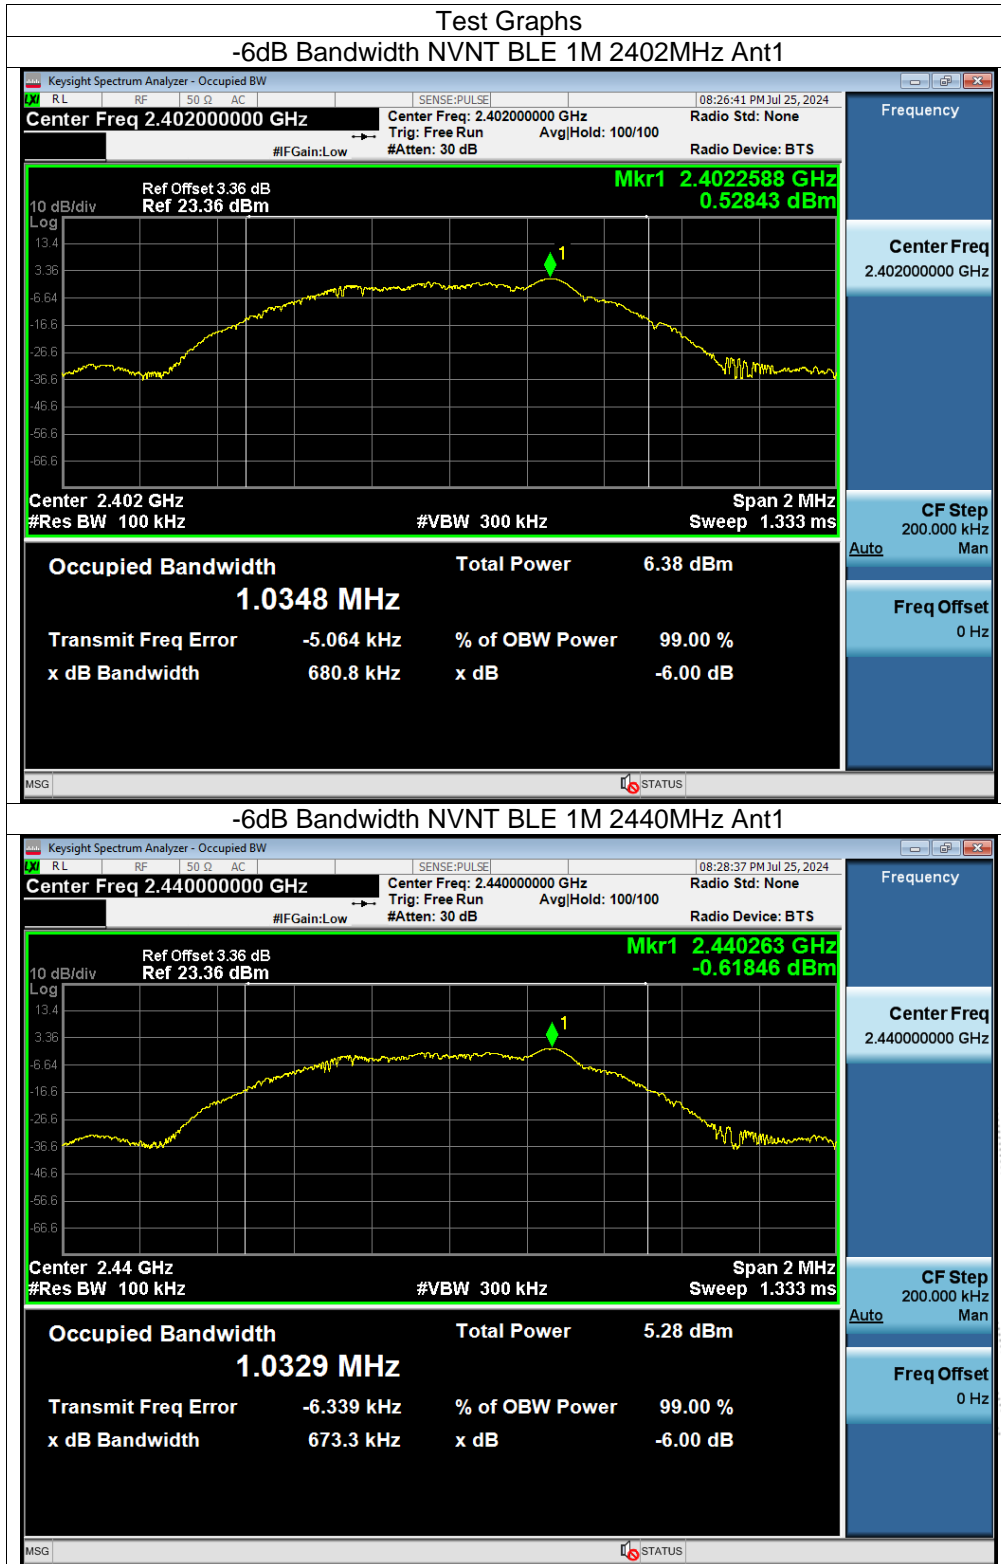 Test Graphs
-6dB Bandwidth NVNT BLE 1M 2402MHz Ant1
Keysight Spectrum Analyzer - Occupied BW
LXI RL RF 50 Ω AC SENSE:PULSE 08:26:41 PM Jul 25, 2024
Center Freq 2.402000000 GHz
Center Freq: 2.402000000 GHz Radio Std: None
Trig: Free Run Avg|Hold: 100/100
#IFGain:Low #Atten: 30 dB Radio Device: BTS
Frequency
Mkr1 2.4022588 GHz
0.52843 dBm
Ref Offset 3.36 dB
10 dB/div Ref 23.36 dBm
Log
13.4
3.36
-6.64
-16.6
-26.6
-36.6
-46.6
-56.6
-66.6
1
Center 2.402 GHz Span 2 MHz
#Res BW 100 kHz #VBW 300 kHz Sweep 1.333 ms
Center Freq
2.402000000 GHz
CF Step
200.000 kHz
Auto Man
Freq Offset
0 Hz
Occupied Bandwidth Total Power 6.38 dBm
1.0348 MHz
Transmit Freq Error -5.064 kHz % of OBW Power 99.00 %
x dB Bandwidth 680.8 kHz x dB -6.00 dB
MSG STATUS
-6dB Bandwidth NVNT BLE 1M 2440MHz Ant1
Keysight Spectrum Analyzer - Occupied BW
LXI RL RF 50 Ω AC SENSE:PULSE 08:28:37 PM Jul 25, 2024
Center Freq 2.440000000 GHz
Center Freq: 2.440000000 GHz Radio Std: None
Trig: Free Run Avg|Hold: 100/100
#IFGain:Low #Atten: 30 dB Radio Device: BTS
Frequency
Mkr1 2.440263 GHz
-0.61846 dBm
Ref Offset 3.36 dB
10 dB/div Ref 23.36 dBm
Log
13.4
3.36
-6.64
-16.6
-26.6
-36.6
-46.6
-56.6
-66.6
1
Center 2.44 GHz Span 2 MHz
#Res BW 100 kHz #VBW 300 kHz Sweep 1.333 ms
Center Freq
2.440000000 GHz
CF Step
200.000 kHz
Auto Man
Freq Offset
0 Hz
Occupied Bandwidth Total Power 5.28 dBm
1.0329 MHz
Transmit Freq Error -6.339 kHz % of OBW Power 99.00 %
x dB Bandwidth 673.3 kHz x dB -6.00 dB
MSG STATUS